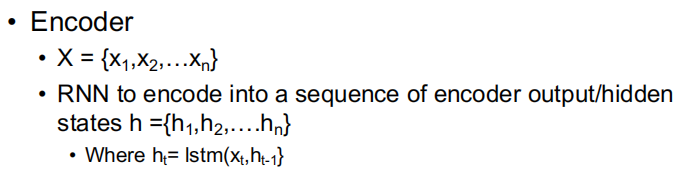 • Encoder
• X = {x₁,x₂,…xₙ}
• RNN to encode into a sequence of encoder output/hidden
states h ={h₁,h₂,….hₙ}
• Where hₜ= lstm(xₜ,hₜ₋₁}